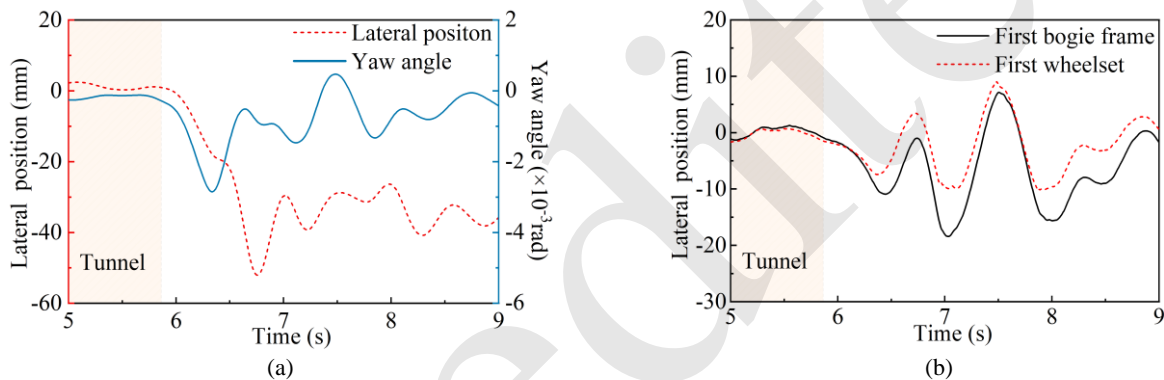 20
0
-20
-40
-60
Lateral position (mm)
Lateral positon
Yaw angle
Tunnel
2
0
-2
-4
-6
Yaw angle (×10⁻³ rad)
5 6 7 8 9
Time (s)
(a)
20
10
0
-10
-20
-30
Lateral position (mm)
First bogie frame
First wheelset
Tunnel
5 6 7 8 9
Time (s)
(b)